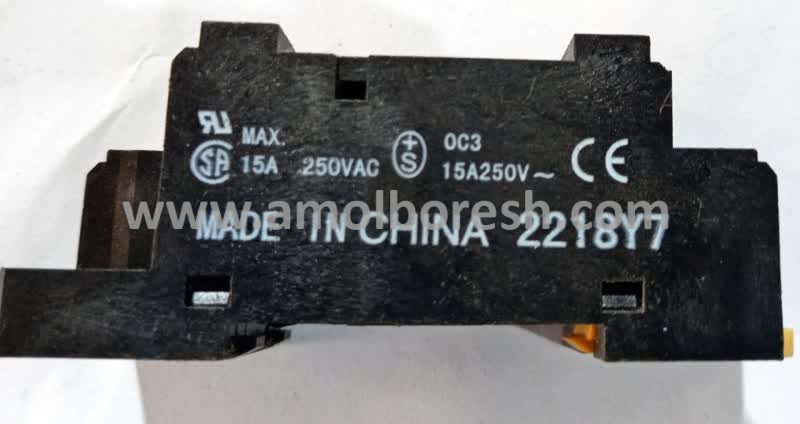 MAX. OC3
15A 250VAC S 15A250V~ CE
MADE IN CHINA 2218Y7
www.amolboresh.com